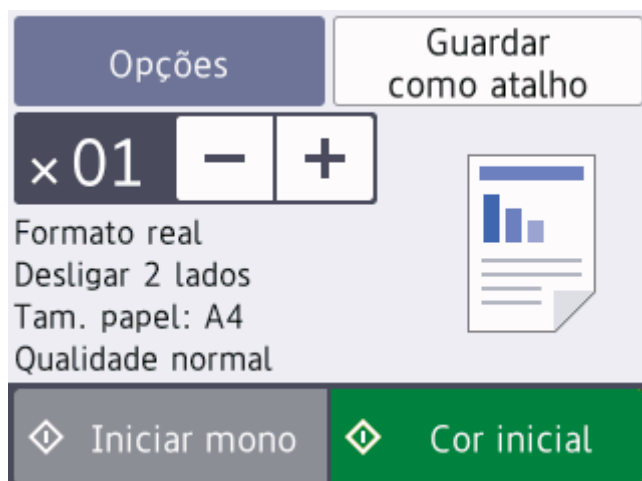 Opções
Guardar
como atalho
×01 − +
Formato real
Desligar 2 lados
Tam. papel: A4
Qualidade normal
Iniciar mono
Cor inicial